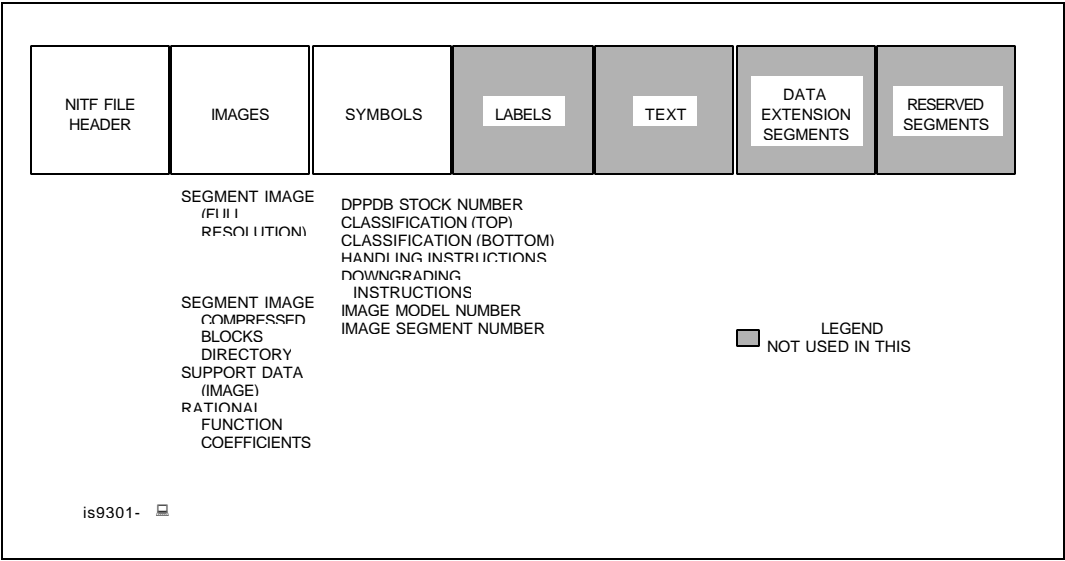 NITF FILE
HEADER
IMAGES
SYMBOLS
LABELS
TEXT
DATA
EXTENSION
SEGMENTS
RESERVED
SEGMENTS
SEGMENT IMAGE
(FULL
RESOLUTION)
SEGMENT IMAGE
COMPRESSED
BLOCKS
DIRECTORY
SUPPORT DATA
(IMAGE)
RATIONAL
FUNCTION
COEFFICIENTS
DPPDB STOCK NUMBER
CLASSIFICATION (TOP)
CLASSIFICATION (BOTTOM)
HANDLING INSTRUCTIONS
DOWNGRADING
INSTRUCTIONS
IMAGE MODEL NUMBER
IMAGE SEGMENT NUMBER
LEGEND
NOT USED IN THIS
is9301-